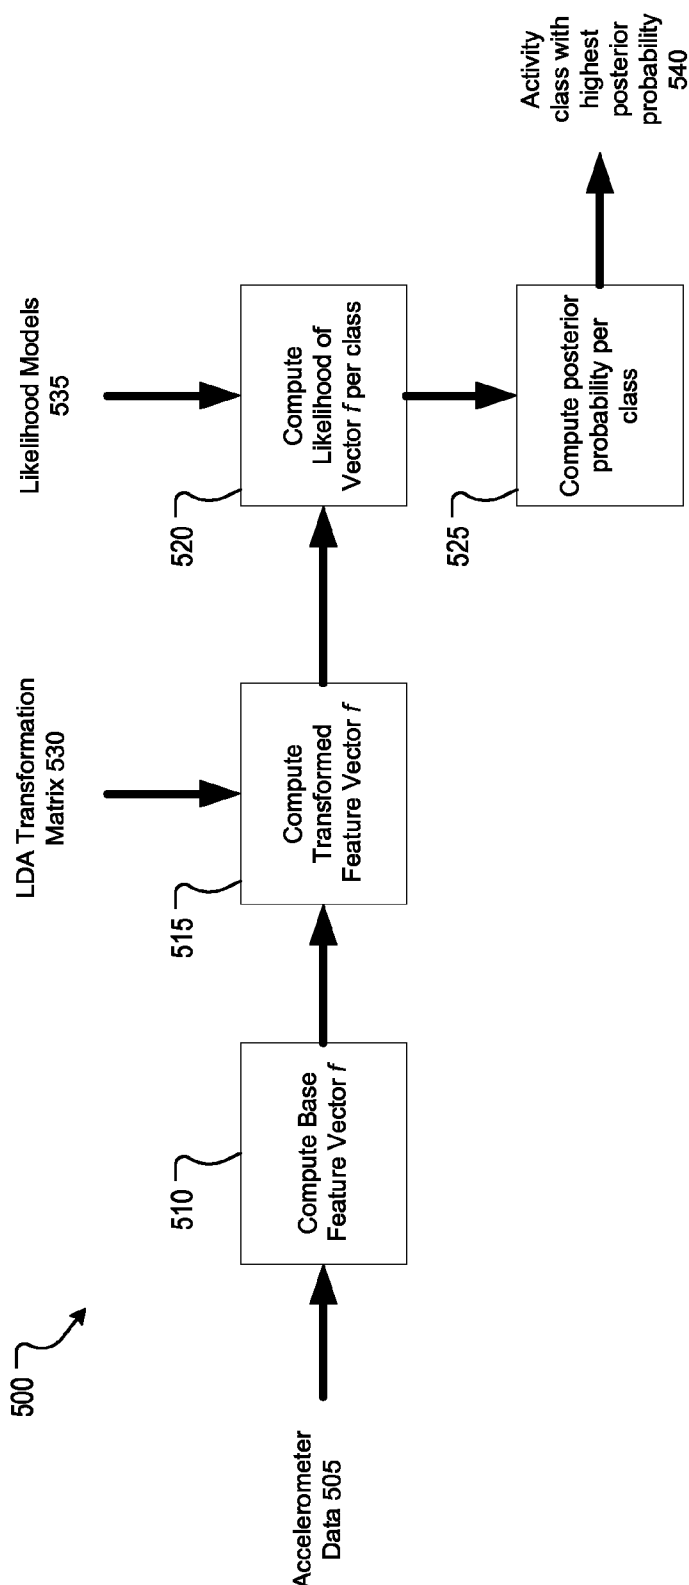 500
Accelerometer
Data 505
510
Compute Base
Feature Vector f
LDA Transformation
Matrix 530
515
Compute
Transformed
Feature Vector f
Likelihood Models
535
520
Compute
Likelihood of
Vector f per class
525
Compute posterior
probability per
class
Activity
class with
highest
posterior
probability
540